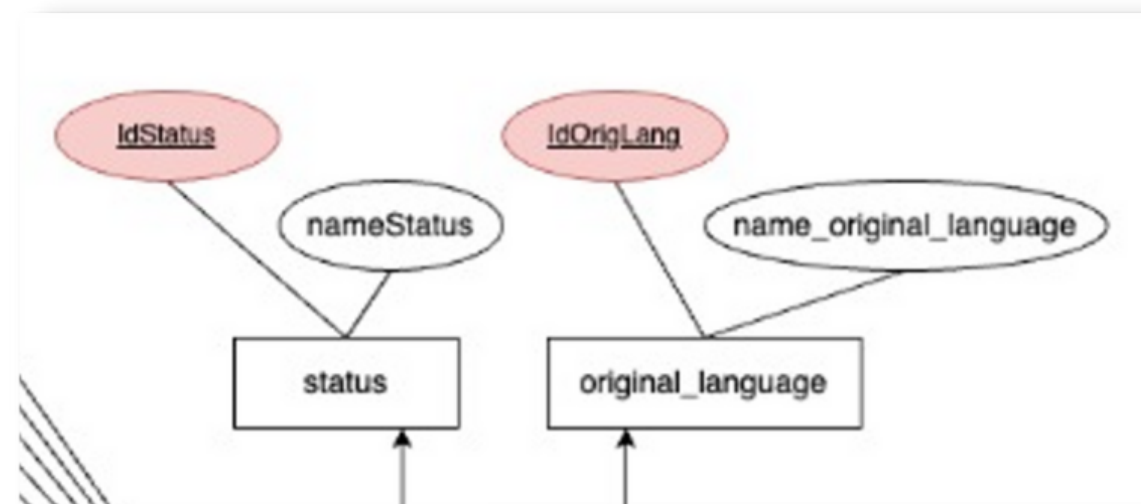 IdStatus
IdOrigLang
nameStatus
name_original_language
status
original_language